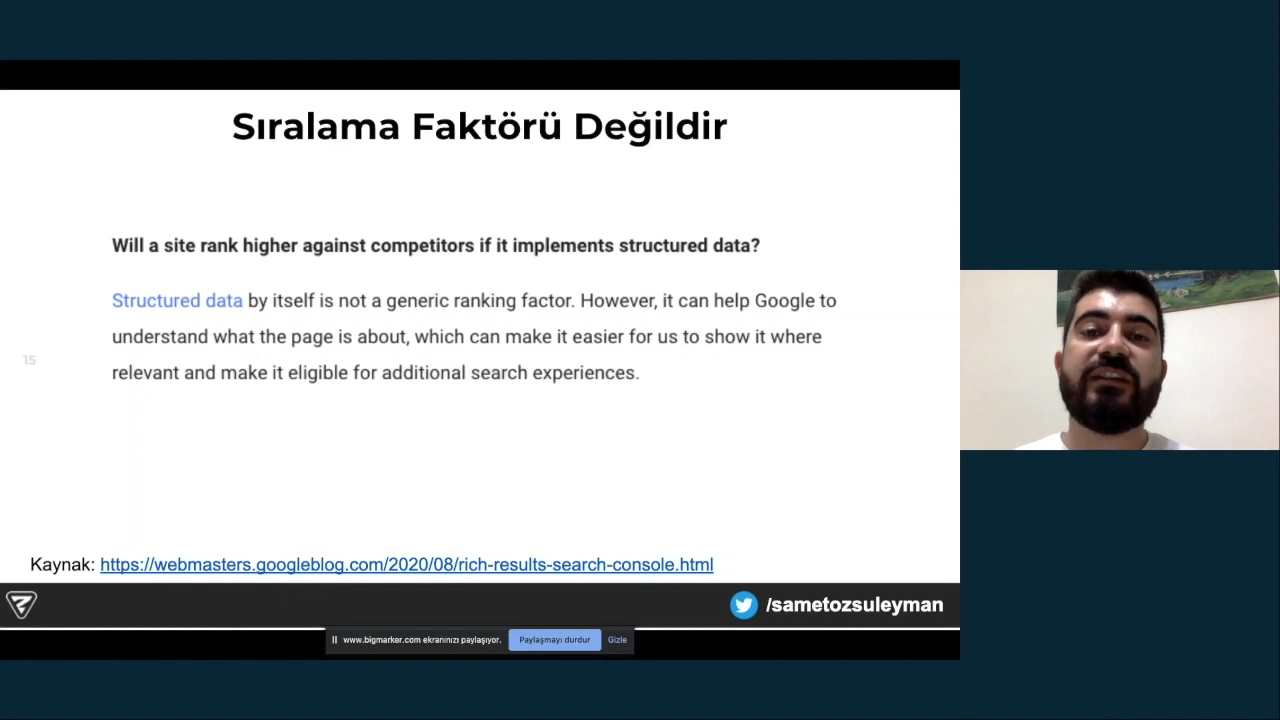 Sıralama Faktörü Değildir
Will a site rank higher against competitors if it implements structured data?
Structured data by itself is not a generic ranking factor. However, it can help Google to
understand what the page is about, which can make it easier for us to show it where
relevant and make it eligible for additional search experiences.
15
Kaynak: https://webmasters.googleblog.com/2020/08/rich-results-search-console.html
/sametozsuleyman
www.bigmarker.com ekranınızı paylaşıyor. Paylaşmayı durdur Gizle